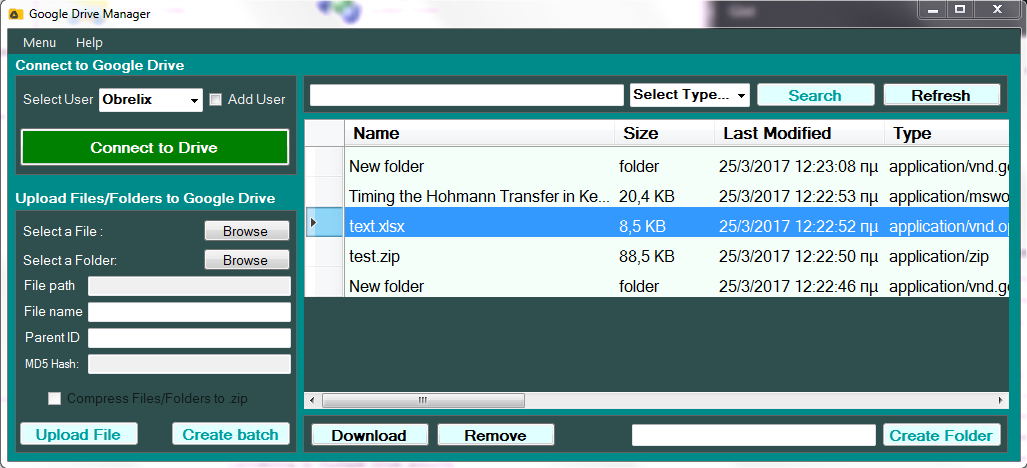 Google Drive Manager
Menu Help
Connect to Google Drive
Select User Obrelix Add User
Connect to Drive
Upload Files/Folders to Google Drive
Select a File : Browse
Select a Folder: Browse
File path
File name
Parent ID
MD5 Hash:
Compress Files/Folders to .zip
Upload File Create batch
Select Type... Search Refresh
Name Size Last Modified Type
New folder folder 25/3/2017 12:23:08 πμ application/vnd.go
Timing the Hohmann Transfer in Ke... 20,4 KB 25/3/2017 12:22:53 πμ application/mswo
text.xlsx 8,5 KB 25/3/2017 12:22:52 πμ application/vnd.op
test.zip 88,5 KB 25/3/2017 12:22:50 πμ application/zip
New folder folder 25/3/2017 12:22:46 πμ application/vnd.go
Download Remove Create Folder